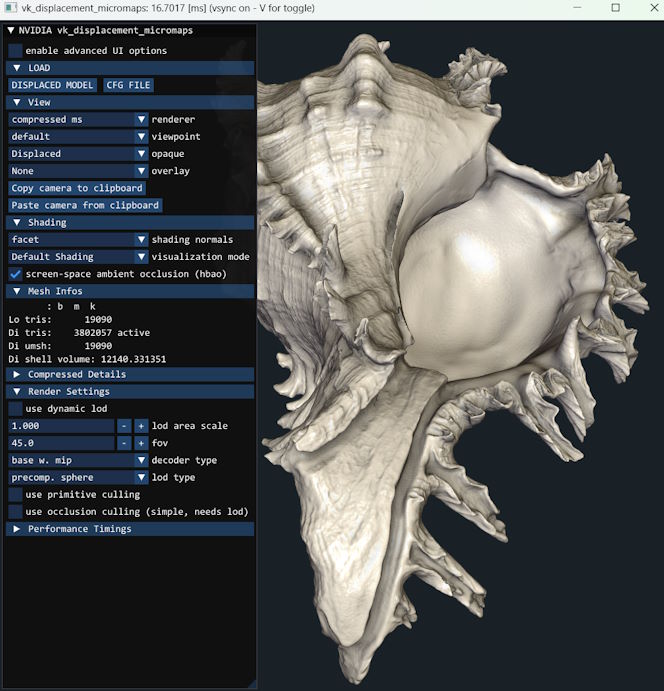 vk_displacement_micromaps: 16.7017 [ms] (vsync on - V for toggle)
NVIDIA vk_displacement_micromaps
enable advanced UI options
LOAD
DISPLACED MODEL CFG FILE
View
compressed ms renderer
default viewpoint
Displaced opaque
None overlay
Copy camera to clipboard
Paste camera from clipboard
Shading
facet shading normals
Default Shading visualization mode
screen-space ambient occlusion (hbao)
Mesh Infos
: b m k
Lo tris: 19090
Di tris: 3802057 active
Di umsh: 19090
Di shell volume: 12140.331351
Compressed Details
Render Settings
use dynamic lod
1.000 - + lod area scale
45.0 - + fov
base w. mip decoder type
precomp. sphere lod type
use primitive culling
use occlusion culling (simple, needs lod)
Performance Timings